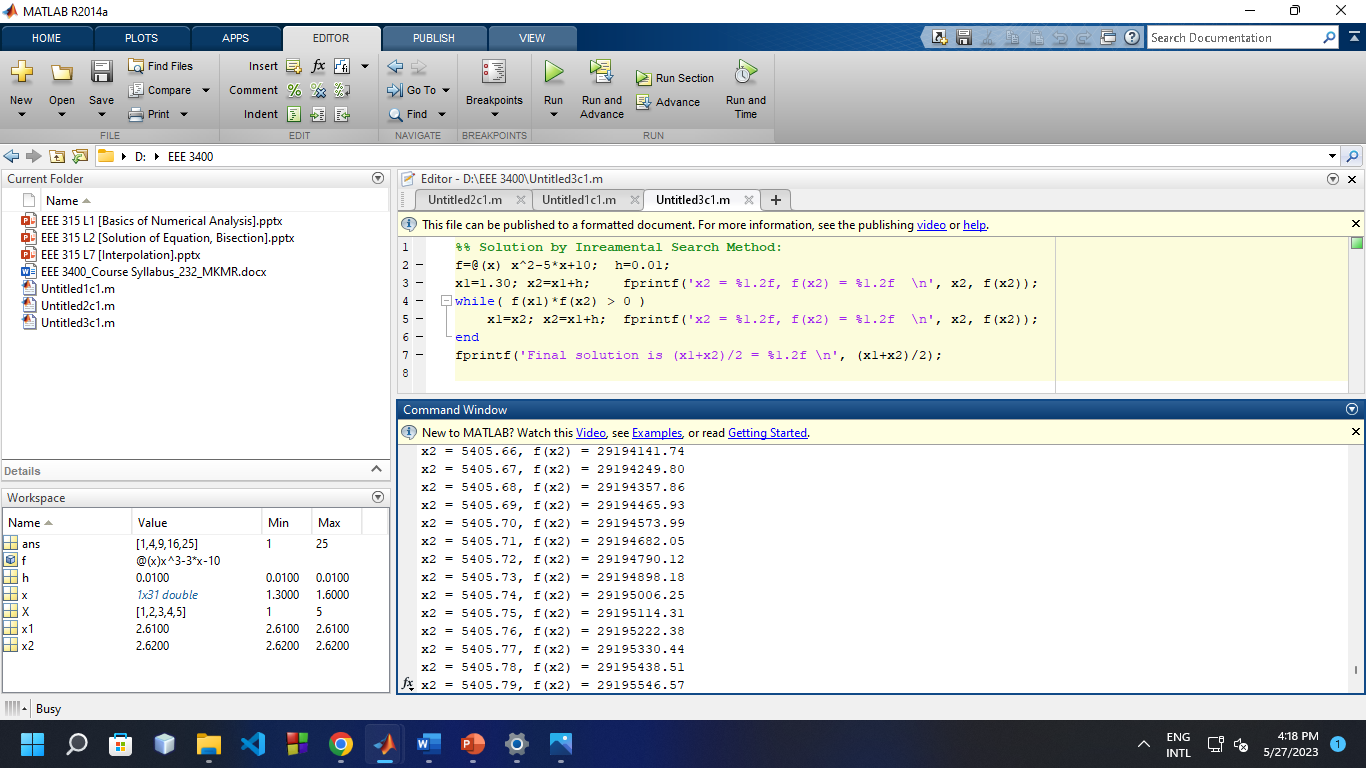 MATLAB R2014a
HOME PLOTS APPS EDITOR PUBLISH VIEW
Search Documentation
New Open Save
Find Files
Compare
Print
Insert
Comment
Indent
fx
Go To
Find
Breakpoints
Run
Run and Advance
Run Section
Advance
Run and Time
FILE EDIT NAVIGATE BREAKPOINTS RUN
D: EEE 3400
Current Folder
Name
EEE 315 L1 [Basics of Numerical Analysis].pptx
EEE 315 L2 [Solution of Equation, Bisection].pptx
EEE 315 L7 [Interpolation].pptx
EEE 3400_Course Syllabus_232_MKMR.docx
Untitled1c1.m
Untitled2c1.m
Untitled3c1.m
Details
Workspace
Name Value Min Max
ans [1,4,9,16,25] 1 25
f @(x)x^3-3*x-10
h 0.0100 0.0100 0.0100
x 1x31 double 1.3000 1.6000
X [1,2,3,4,5] 1 5
x1 2.6100 2.6100 2.6100
x2 2.6200 2.6200 2.6200
Editor - D:\EEE 3400\Untitled3c1.m
Untitled2c1.m Untitled1c1.m Untitled3c1.m
This file can be published to a formatted document. For more information, see the publishing video or help.
1 %% Solution by Inreamental Search Method:
2 f=@(x) x^2-5*x+10; h=0.01;
3 x1=1.30; x2=x1+h; fprintf('x2 = %1.2f, f(x2) = %1.2f \n', x2, f(x2));
4 while( f(x1)*f(x2) > 0 )
5 x1=x2; x2=x1+h; fprintf('x2 = %1.2f, f(x2) = %1.2f \n', x2, f(x2));
6 end
7 fprintf('Final solution is (x1+x2)/2 = %1.2f \n', (x1+x2)/2);
8
Command Window
New to MATLAB? Watch this Video, see Examples, or read Getting Started.
x2 = 5405.66, f(x2) = 29194141.74
x2 = 5405.67, f(x2) = 29194249.80
x2 = 5405.68, f(x2) = 29194357.86
x2 = 5405.69, f(x2) = 29194465.93
x2 = 5405.70, f(x2) = 29194573.99
x2 = 5405.71, f(x2) = 29194682.05
x2 = 5405.72, f(x2) = 29194790.12
x2 = 5405.73, f(x2) = 29194898.18
x2 = 5405.74, f(x2) = 29195006.25
x2 = 5405.75, f(x2) = 29195114.31
x2 = 5405.76, f(x2) = 29195222.38
x2 = 5405.77, f(x2) = 29195330.44
x2 = 5405.78, f(x2) = 29195438.51
fx x2 = 5405.79, f(x2) = 29195546.57
Busy
ENG
INTL
4:18 PM
5/27/2023
1